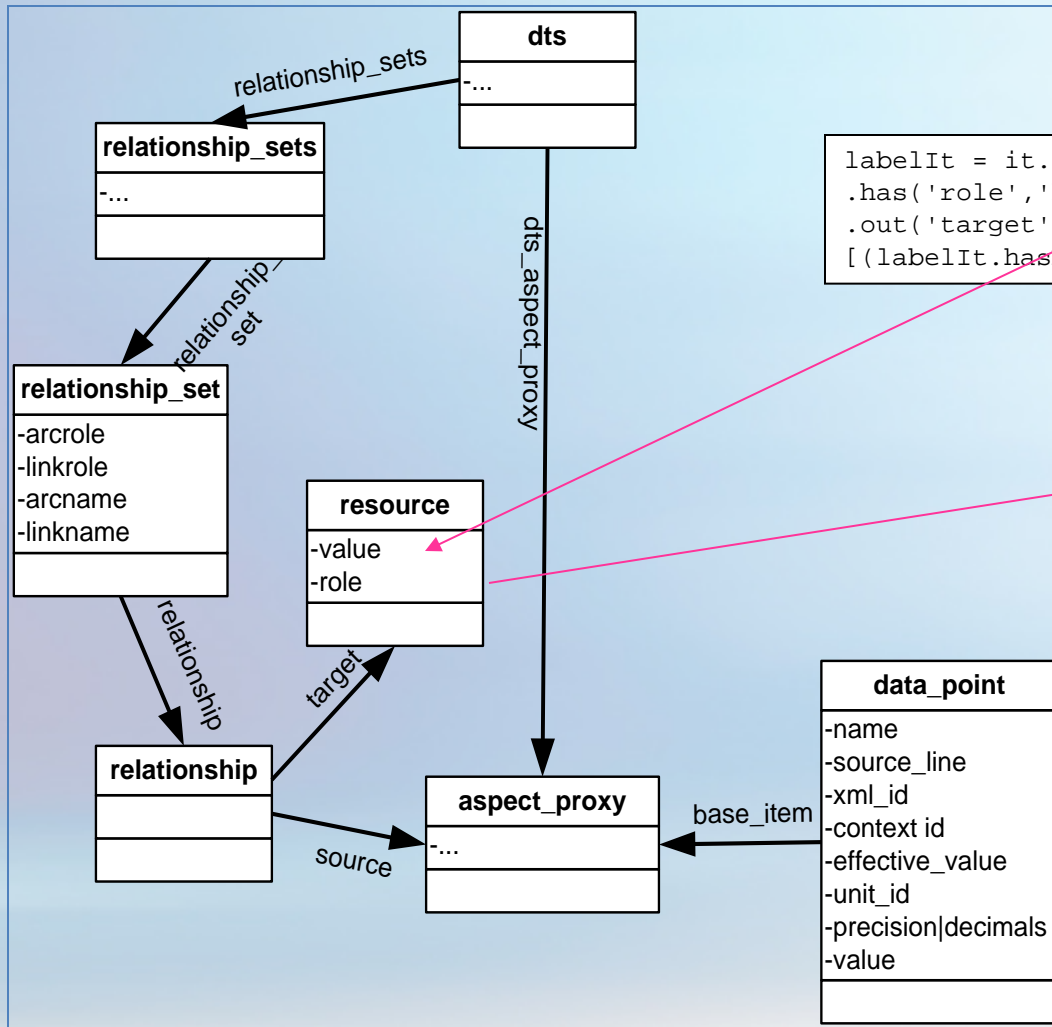 dts
-...
relationship_sets
relationship_sets
-...
labelIt = it.
.has('role','
.out('target'
[(labelIt.has
dts_aspect_proxy
relationship_
set
relationship_set
-arcrole
-linkrole
-arcname
-linkname
resource
-value
-role
relationship
target
data_point
-name
-source_line
-xml_id
-context id
-effective_value
-unit_id
-precision|decimals
-value
relationship
aspect_proxy
-...
source
base_item